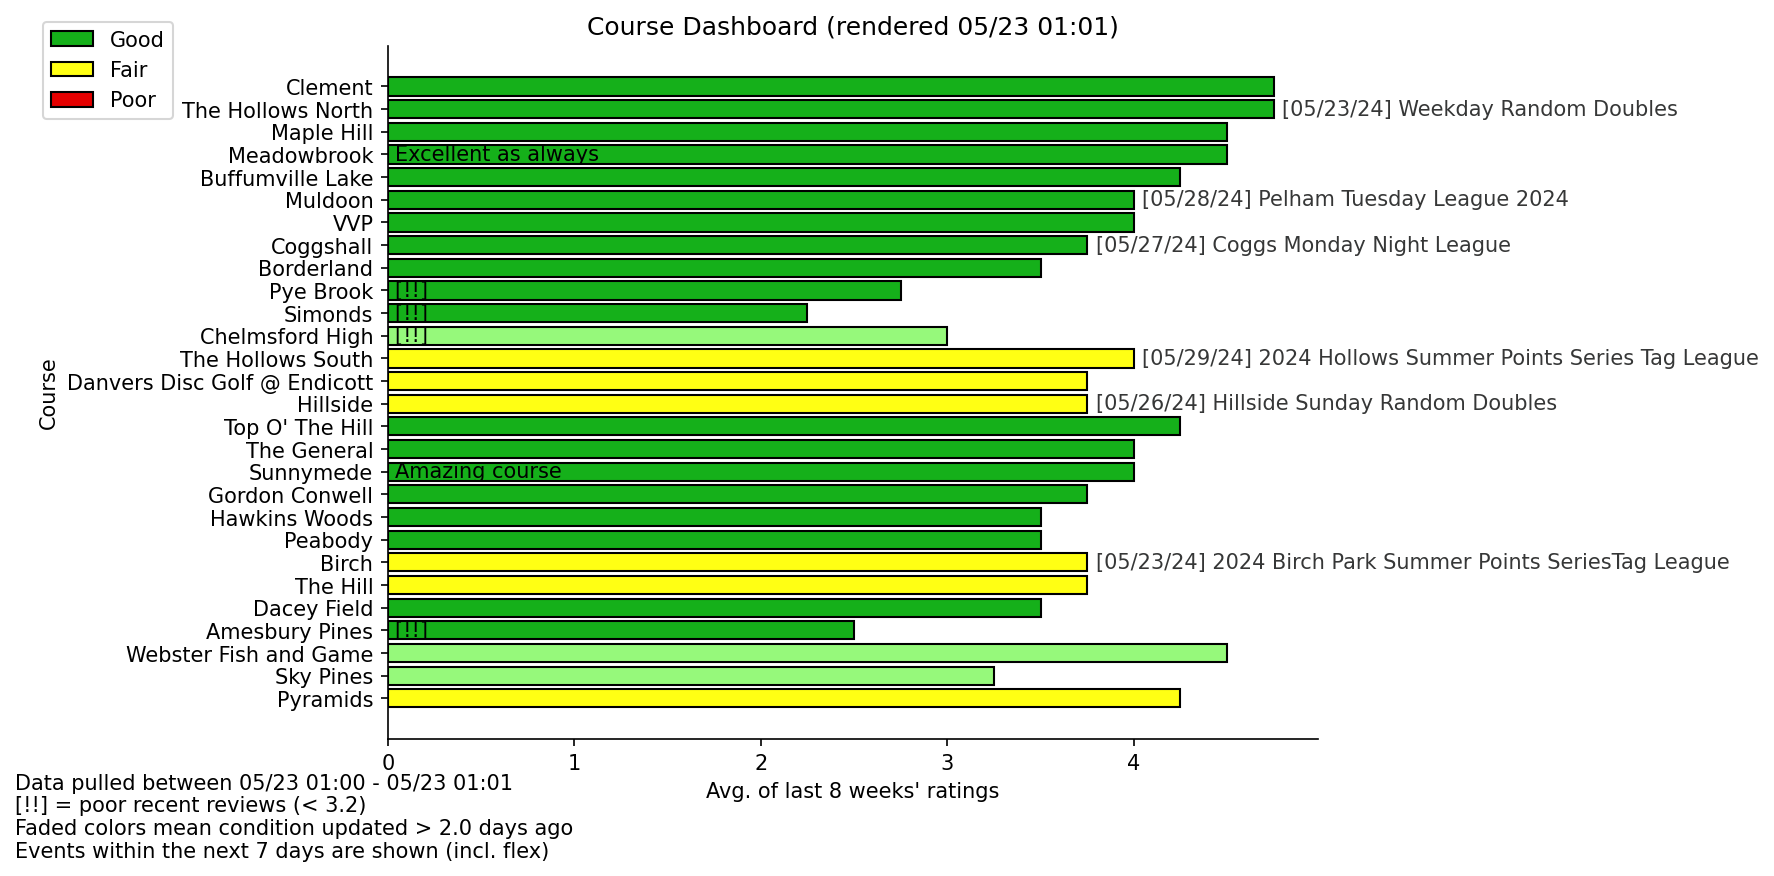 Course Dashboard (rendered 05/23 01:01)
Good
Fair
Poor
Course
Clement
The Hollows North [05/23/24] Weekday Random Doubles
Maple Hill
Meadowbrook Excellent as always
Buffumville Lake
Muldoon [05/28/24] Pelham Tuesday League 2024
VVP
Coggshall [05/27/24] Coggs Monday Night League
Borderland
Pye Brook [!!]
Simonds [!!]
Chelmsford High [!!]
The Hollows South [05/29/24] 2024 Hollows Summer Points Series Tag League
Danvers Disc Golf @ Endicott
Hillside [05/26/24] Hillside Sunday Random Doubles
Top O' The Hill
The General
Sunnymede Amazing course
Gordon Conwell
Hawkins Woods
Peabody
Birch [05/23/24] 2024 Birch Park Summer Points SeriesTag League
The Hill
Dacey Field
Amesbury Pines [!!]
Webster Fish and Game
Sky Pines
Pyramids
0 1 2 3 4
Avg. of last 8 weeks' ratings
Data pulled between 05/23 01:00 - 05/23 01:01
[!!] = poor recent reviews (< 3.2)
Faded colors mean condition updated > 2.0 days ago
Events within the next 7 days are shown (incl. flex)